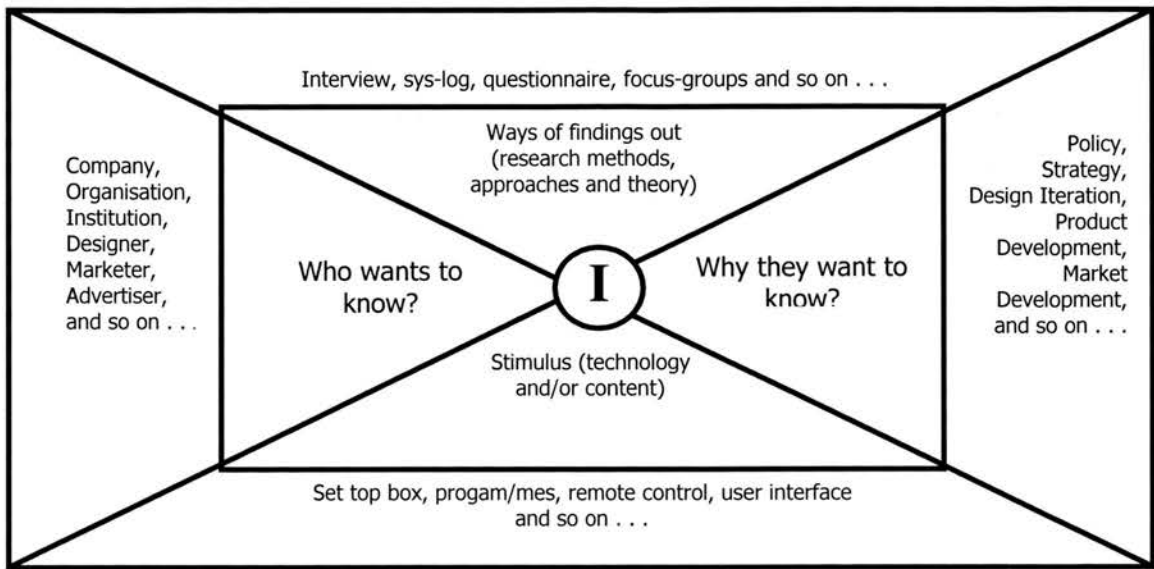 Interview, sys-log, questionnaire, focus-groups and so on . . .
Ways of findings out
(research methods,
approaches and theory)
Company,
Organisation,
Institution,
Designer,
Marketer,
Advertiser,
and so on . . .
Who wants to
know?
I
Why they want to
know?
Policy,
Strategy,
Design Iteration,
Product
Development,
Market
Development,
and so on . . .
Stimulus (technology
and/or content)
Set top box, progam/mes, remote control, user interface
and so on . . .